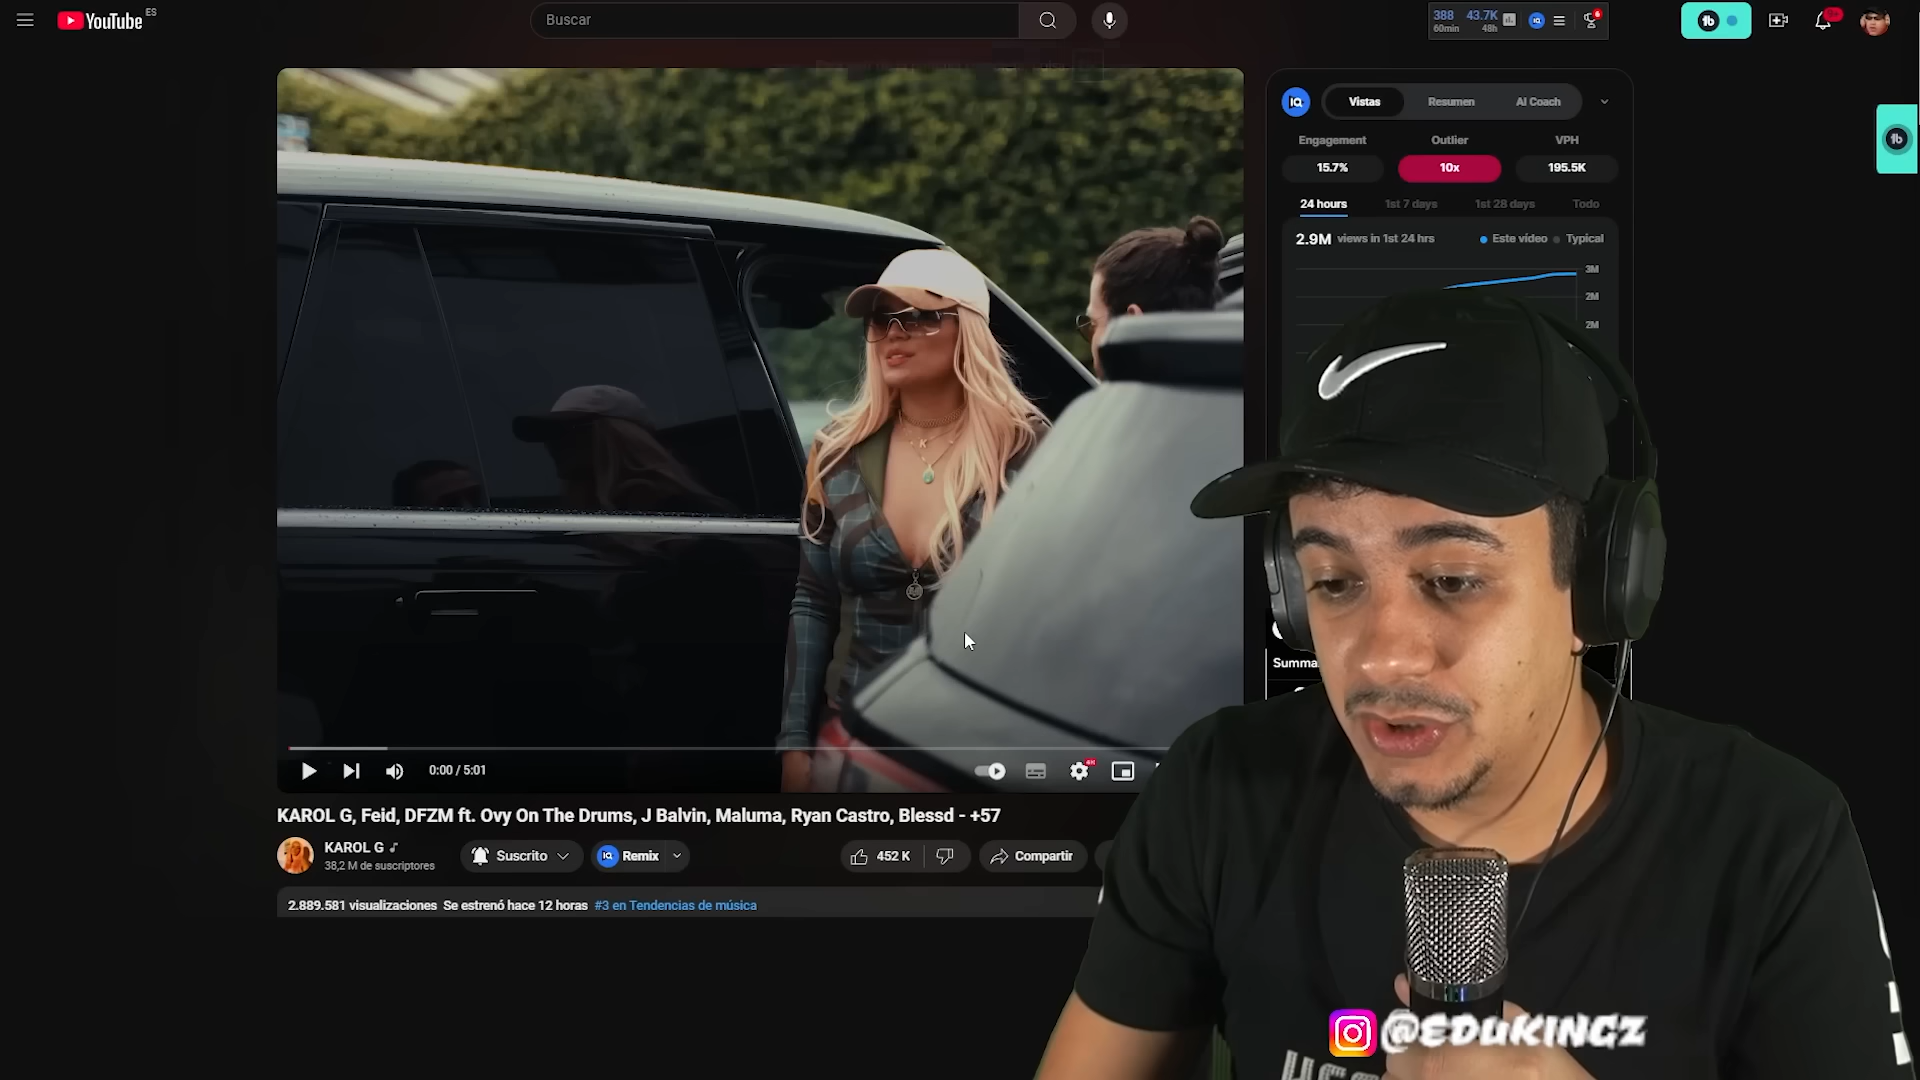 YouTube ES
Buscar
388 43.7K
60min 48h
6
9+
Vistas Resumen AI Coach
Engagement Outlier VPH
15.7% 10x 195.5K
24 hours 1st 7 days 1st 28 days Todo
2.9M views in 1st 24 hrs Este vídeo Typical
3M
2M
2M
0:00 / 5:01
4K
KAROL G, Feid, DFZM ft. Ovy On The Drums, J Balvin, Maluma, Ryan Castro, Blessd - +57
KAROL G
38,2 M de suscriptores
Suscrito
Remix
452 K
Compartir
2.889.581 visualizaciones Se estrenó hace 12 horas #3 en Tendencias de música
@EDUKINGZ